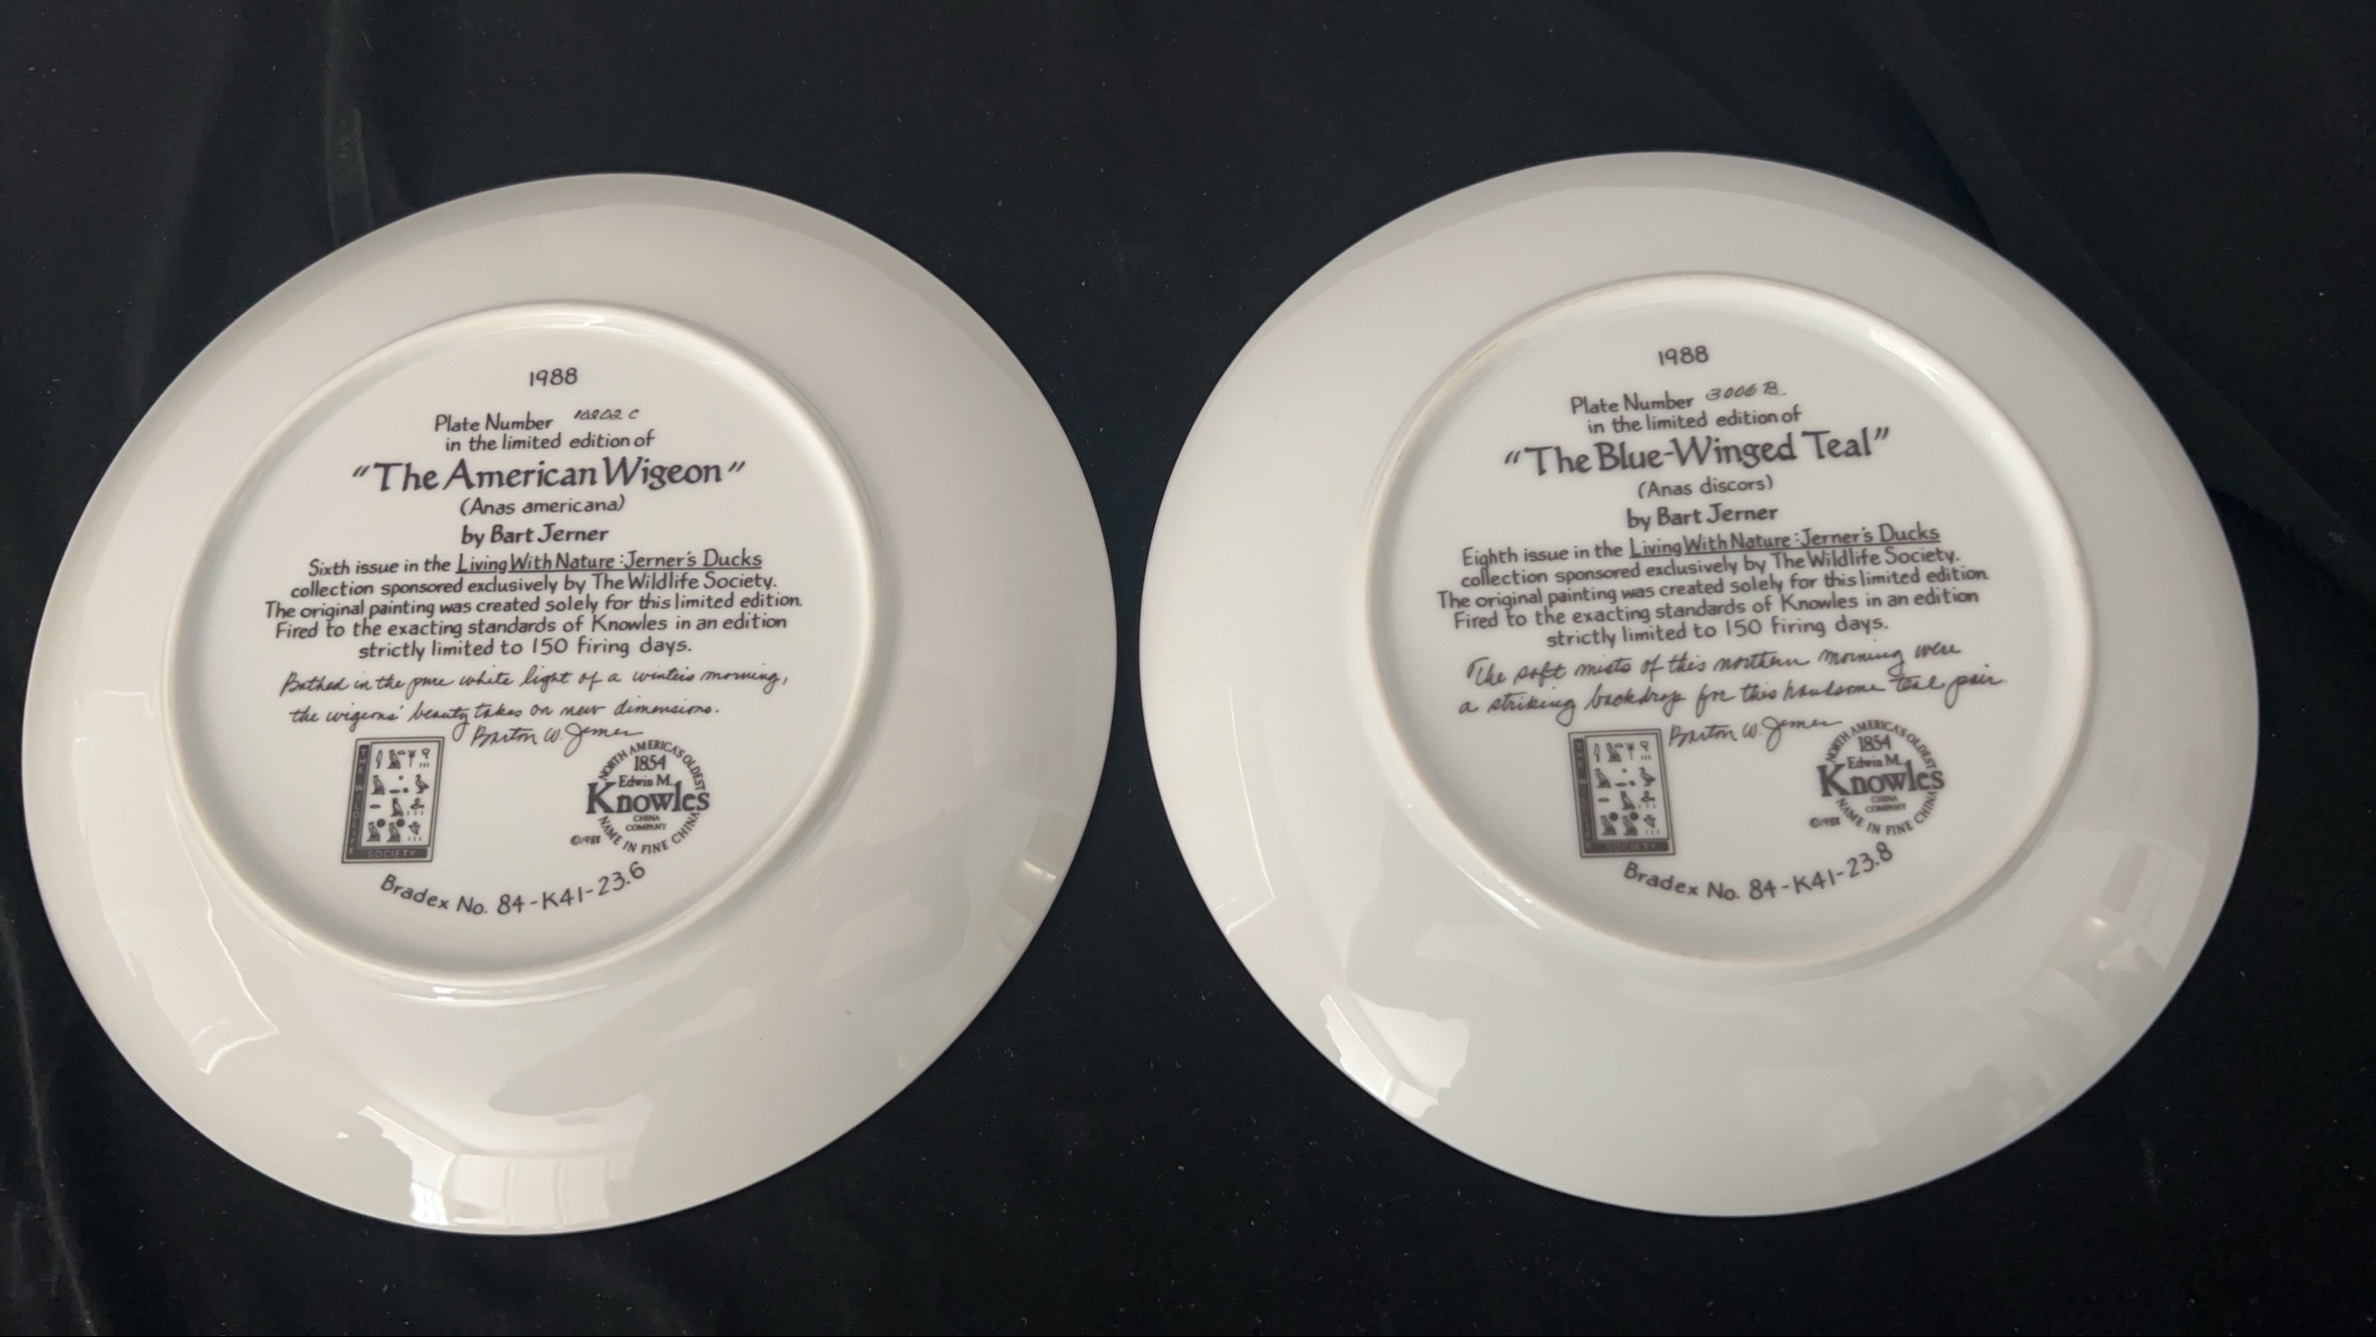 1988
Plate Number
in the limited edition of
"The American Wigeon"
(Anas americana)
by Bart Jerner
Sixth issue in the Living With Nature: Jerner's Ducks
collection sponsored exclusively by The Wildlife Society.
The original painting was created solely for this limited edition.
Fired to the exacting standards of Knowles in an edition
strictly limited to 150 firing days.
Bathed in the pure white light of a winter's morning,
the wigeons' beauty takes on new dimensions.
Barton W. Jerner
THE WILDLIFE
SOCIETY
NORTH AMERICA'S OLDEST
1854
Edwin M.
Knowles
CHINA
COMPANY
NAME IN FINE CHINA
©1988
Bradex No. 84-K41-23.6
1988
Plate Number 3006 B
in the limited edition of
"The Blue-Winged Teal"
(Anas discors)
by Bart Jerner
Eighth issue in the Living With Nature: Jerner's Ducks
collection sponsored exclusively by The Wildlife Society.
The original painting was created solely for this limited edition.
Fired to the exacting standards of Knowles in an edition
strictly limited to 150 firing days.
The soft mists of this northern morning were
a striking backdrop for this handsome teal pair.
Barton W. Jerner
THE WILDLIFE
SOCIETY
NORTH AMERICA'S OLDEST
1854
Edwin M.
Knowles
CHINA
COMPANY
NAME IN FINE CHINA
©1988
Bradex No. 84-K41-23.8